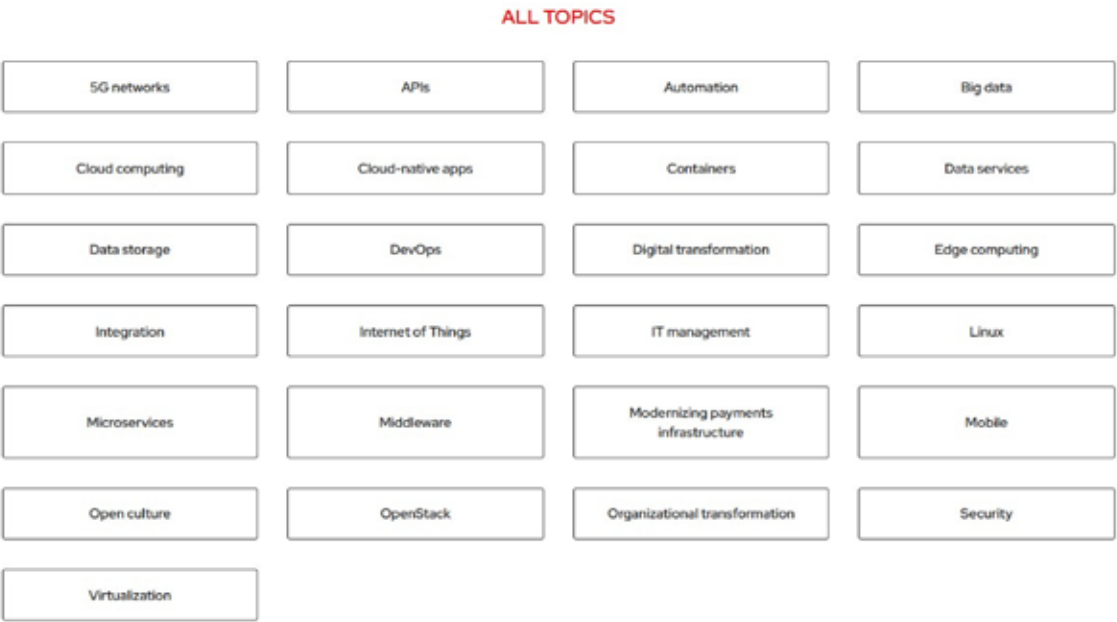 ALL TOPICS
5G networks
APIs
Automation
Big data
Cloud computing
Cloud-native apps
Containers
Data services
Data storage
DevOps
Digital transformation
Edge computing
Integration
Internet of Things
IT management
Linux
Microservices
Middleware
Modernizing payments
infrastructure
Mobile
Open culture
OpenStack
Organizational transformation
Security
Virtualization